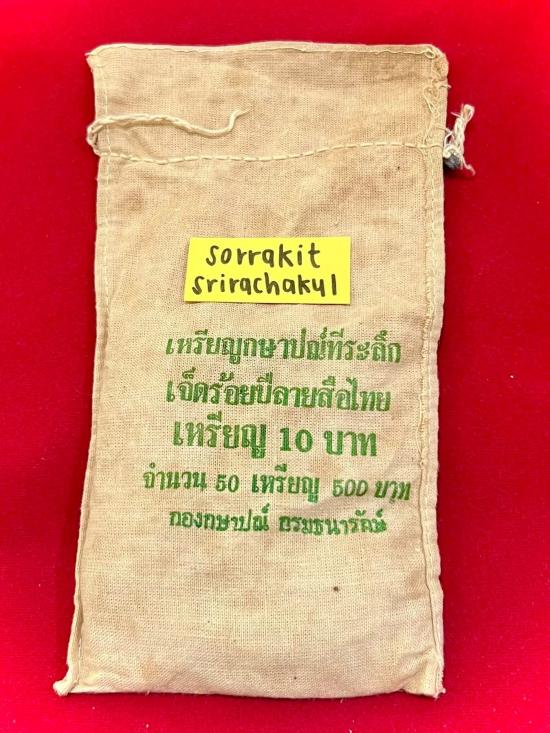 sorrakit
srirachakul
เหรียญกษาปณ์ที่ระลึก
เจ็ดร้อยปีลายสือไทย
เหรียญ 10 บาท
จำนวน 50 เหรียญ 500 บาท
กองกษาปณ์ กรมธนารักษ์